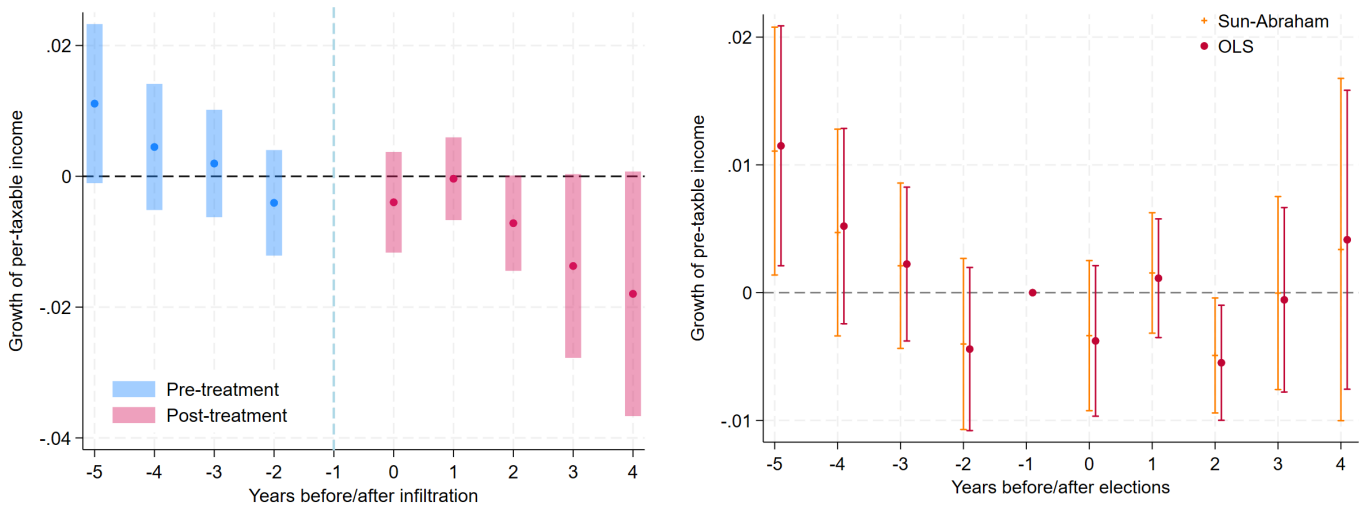 Growth of per-taxable income
.02
0
-.02
-.04
Pre-treatment
Post-treatment
-5 -4 -3 -2 -1 0 1 2 3 4
Years before/after infiltration
Growth of pre-taxble income
.02
.01
0
-.01
Sun-Abraham
OLS
-5 -4 -3 -2 -1 0 1 2 3 4
Years before/after elections